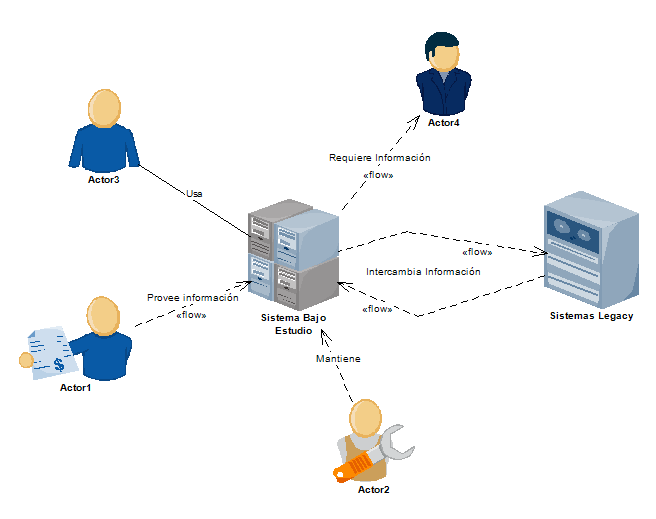 Actor4
Requiere Información
«flow»
Actor3
Usa
«flow»
Intercambia Información
«flow»
Sistemas Legacy
Provee información
«flow»
Sistema Bajo
Estudio
Mantiene
$
Actor1
Actor2